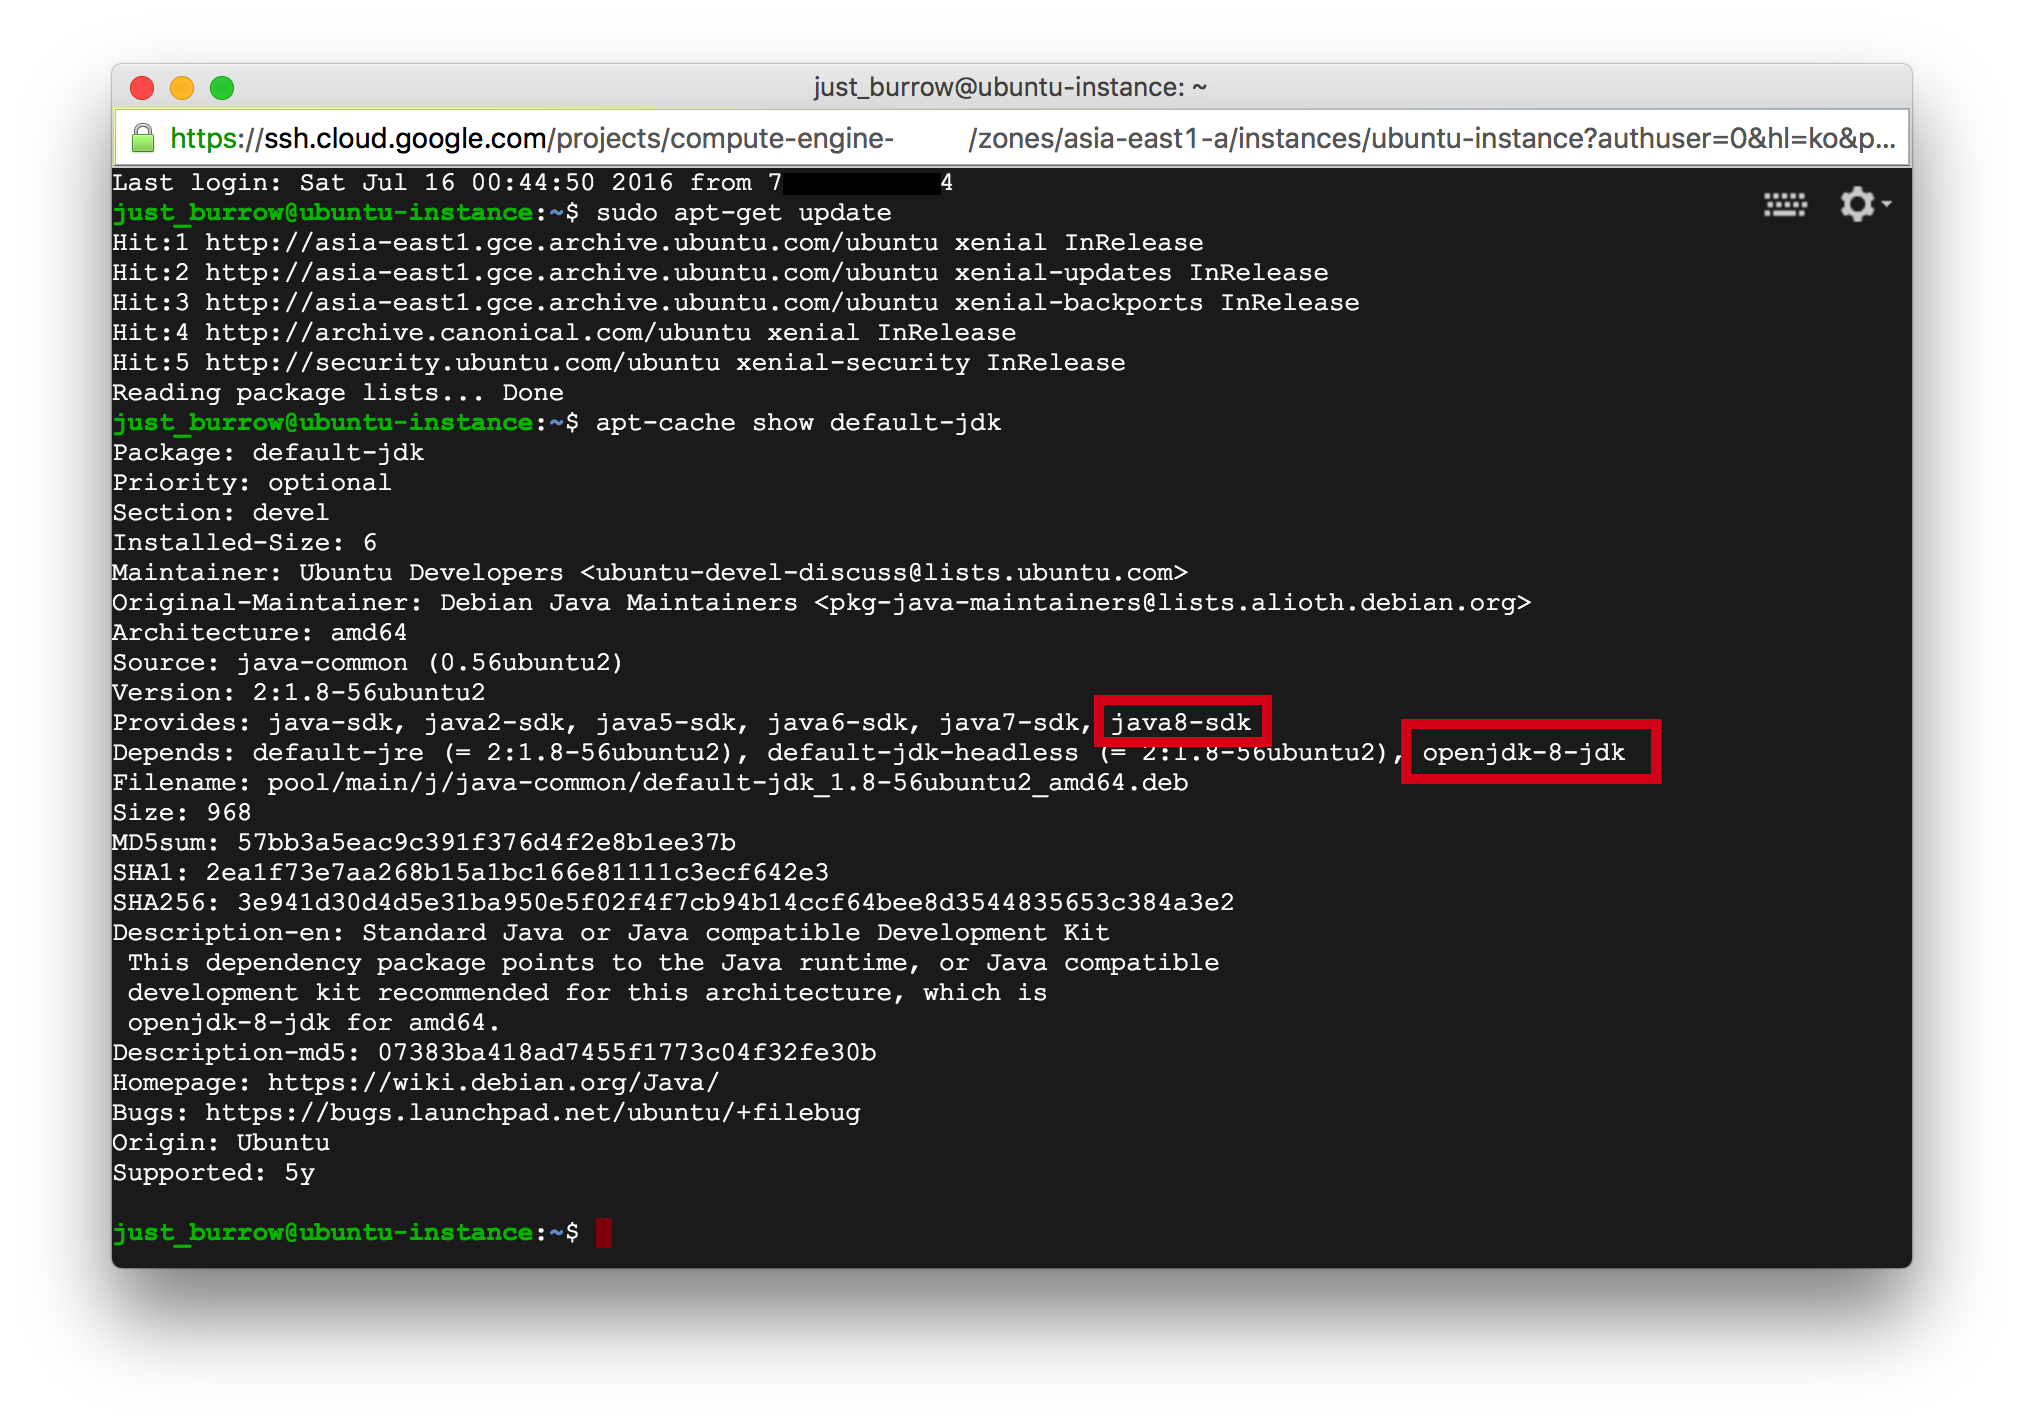 just_burrow@ubuntu-instance: ~
https://ssh.cloud.google.com/projects/compute-engine- /zones/asia-east1-a/instances/ubuntu-instance?authuser=0&hl=ko&p...
Last login: Sat Jul 16 00:44:50 2016 from 7 4
just_burrow@ubuntu-instance:~$ sudo apt-get update
Hit:1 http://asia-east1.gce.archive.ubuntu.com/ubuntu xenial InRelease
Hit:2 http://asia-east1.gce.archive.ubuntu.com/ubuntu xenial-updates InRelease
Hit:3 http://asia-east1.gce.archive.ubuntu.com/ubuntu xenial-backports InRelease
Hit:4 http://archive.canonical.com/ubuntu xenial InRelease
Hit:5 http://security.ubuntu.com/ubuntu xenial-security InRelease
Reading package lists... Done
just_burrow@ubuntu-instance:~$ apt-cache show default-jdk
Package: default-jdk
Priority: optional
Section: devel
Installed-Size: 6
Maintainer: Ubuntu Developers <ubuntu-devel-discuss@lists.ubuntu.com>
Original-Maintainer: Debian Java Maintainers <pkg-java-maintainers@lists.alioth.debian.org>
Architecture: amd64
Source: java-common (0.56ubuntu2)
Version: 2:1.8-56ubuntu2
Provides: java-sdk, java2-sdk, java5-sdk, java6-sdk, java7-sdk, java8-sdk
Depends: default-jre (= 2:1.8-56ubuntu2), default-jdk-headless (= 2:1.8-56ubuntu2), openjdk-8-jdk
Filename: pool/main/j/java-common/default-jdk_1.8-56ubuntu2_amd64.deb
Size: 968
MD5sum: 57bb3a5eac9c391f376d4f2e8b1ee37b
SHA1: 2ea1f73e7aa268b15a1bc166e81111c3ecf642e3
SHA256: 3e941d30d4d5e31ba950e5f02f4f7cb94b14ccf64bee8d3544835653c384a3e2
Description-en: Standard Java or Java compatible Development Kit
 This dependency package points to the Java runtime, or Java compatible
 development kit recommended for this architecture, which is
 openjdk-8-jdk for amd64.
Description-md5: 07383ba418ad7455f1773c04f32fe30b
Homepage: https://wiki.debian.org/Java/
Bugs: https://bugs.launchpad.net/ubuntu/+filebug
Origin: Ubuntu
Supported: 5y
just_burrow@ubuntu-instance:~$